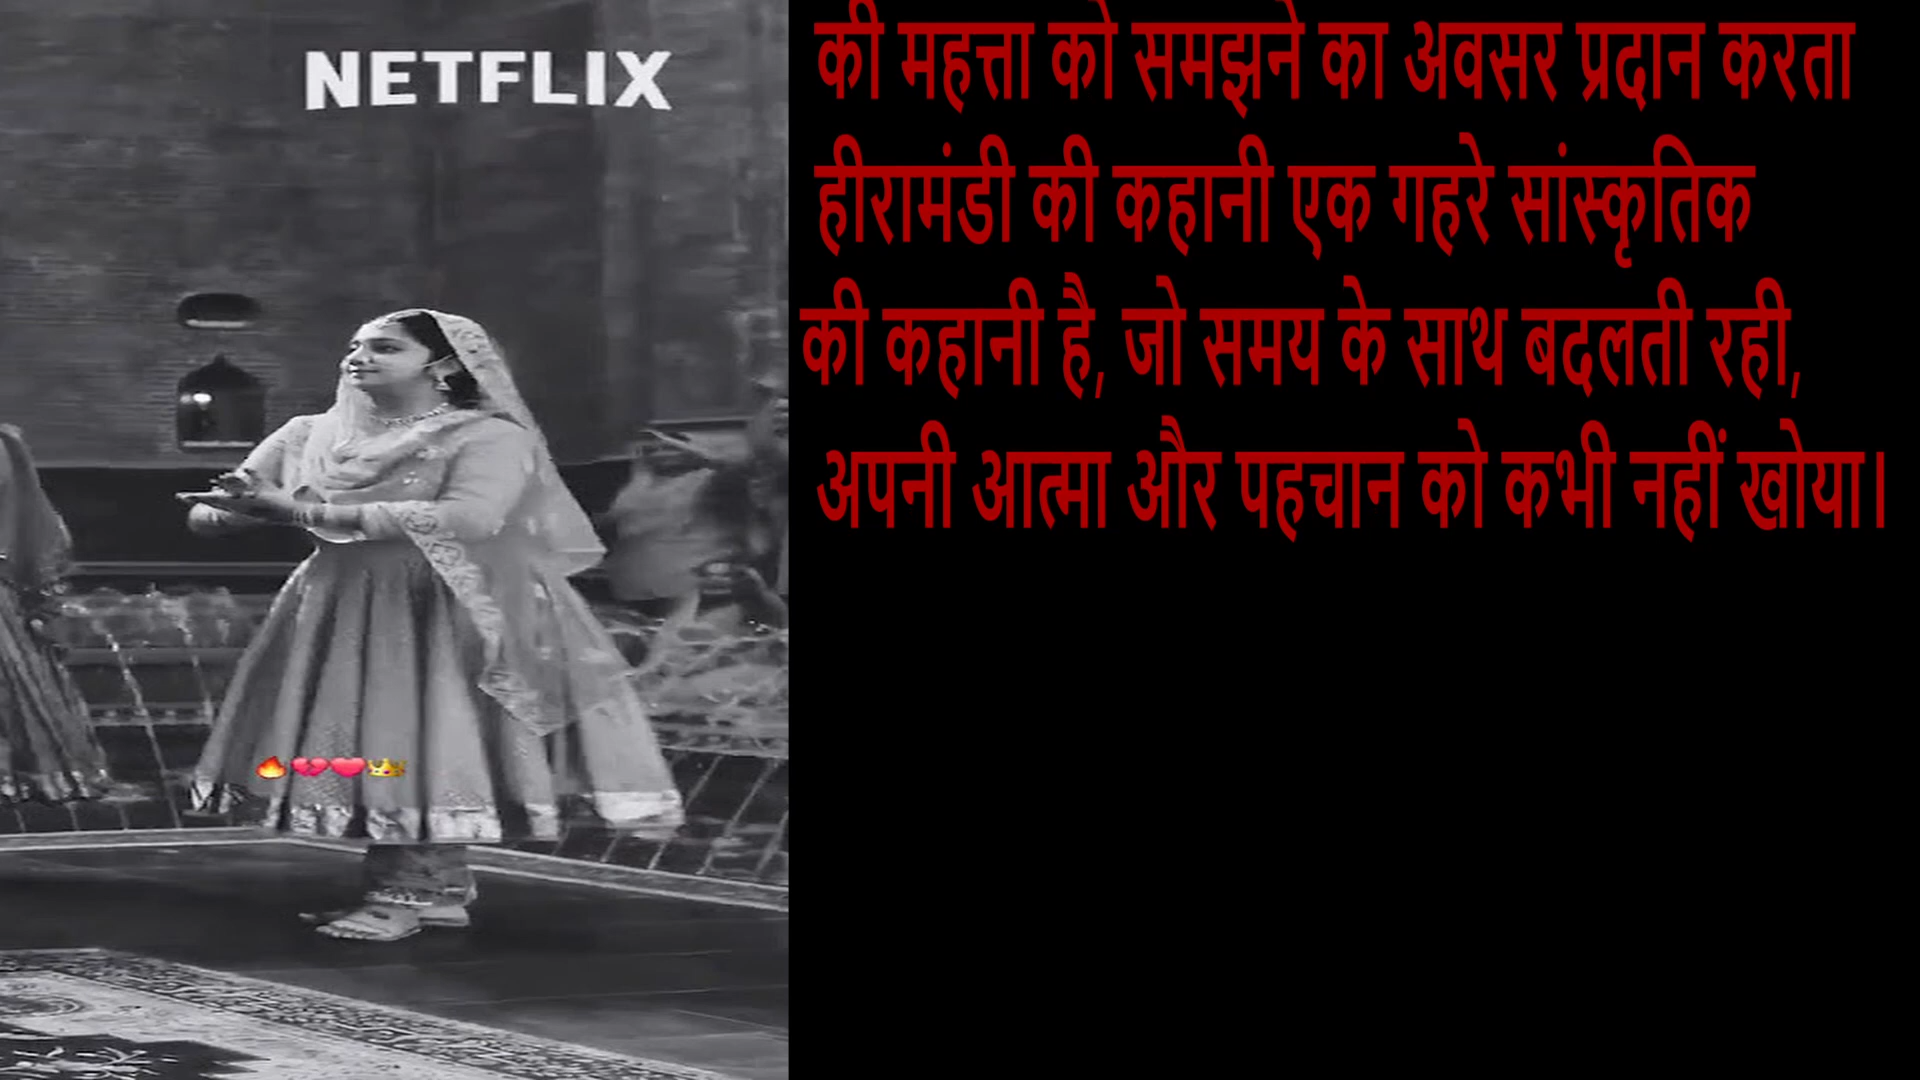 NETFLIX
की महत्ता को समझने का अवसर प्रदान करता
हीरामंडी की कहानी एक गहरे सांस्कृतिक
की कहानी है, जो समय के साथ बदलती रही,
अपनी आत्मा और पहचान को कभी नहीं खोया।